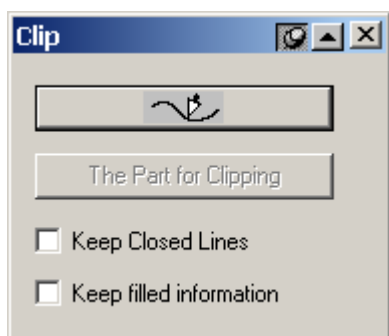 Clip
The Part for Clipping
Keep Closed Lines
Keep filled information